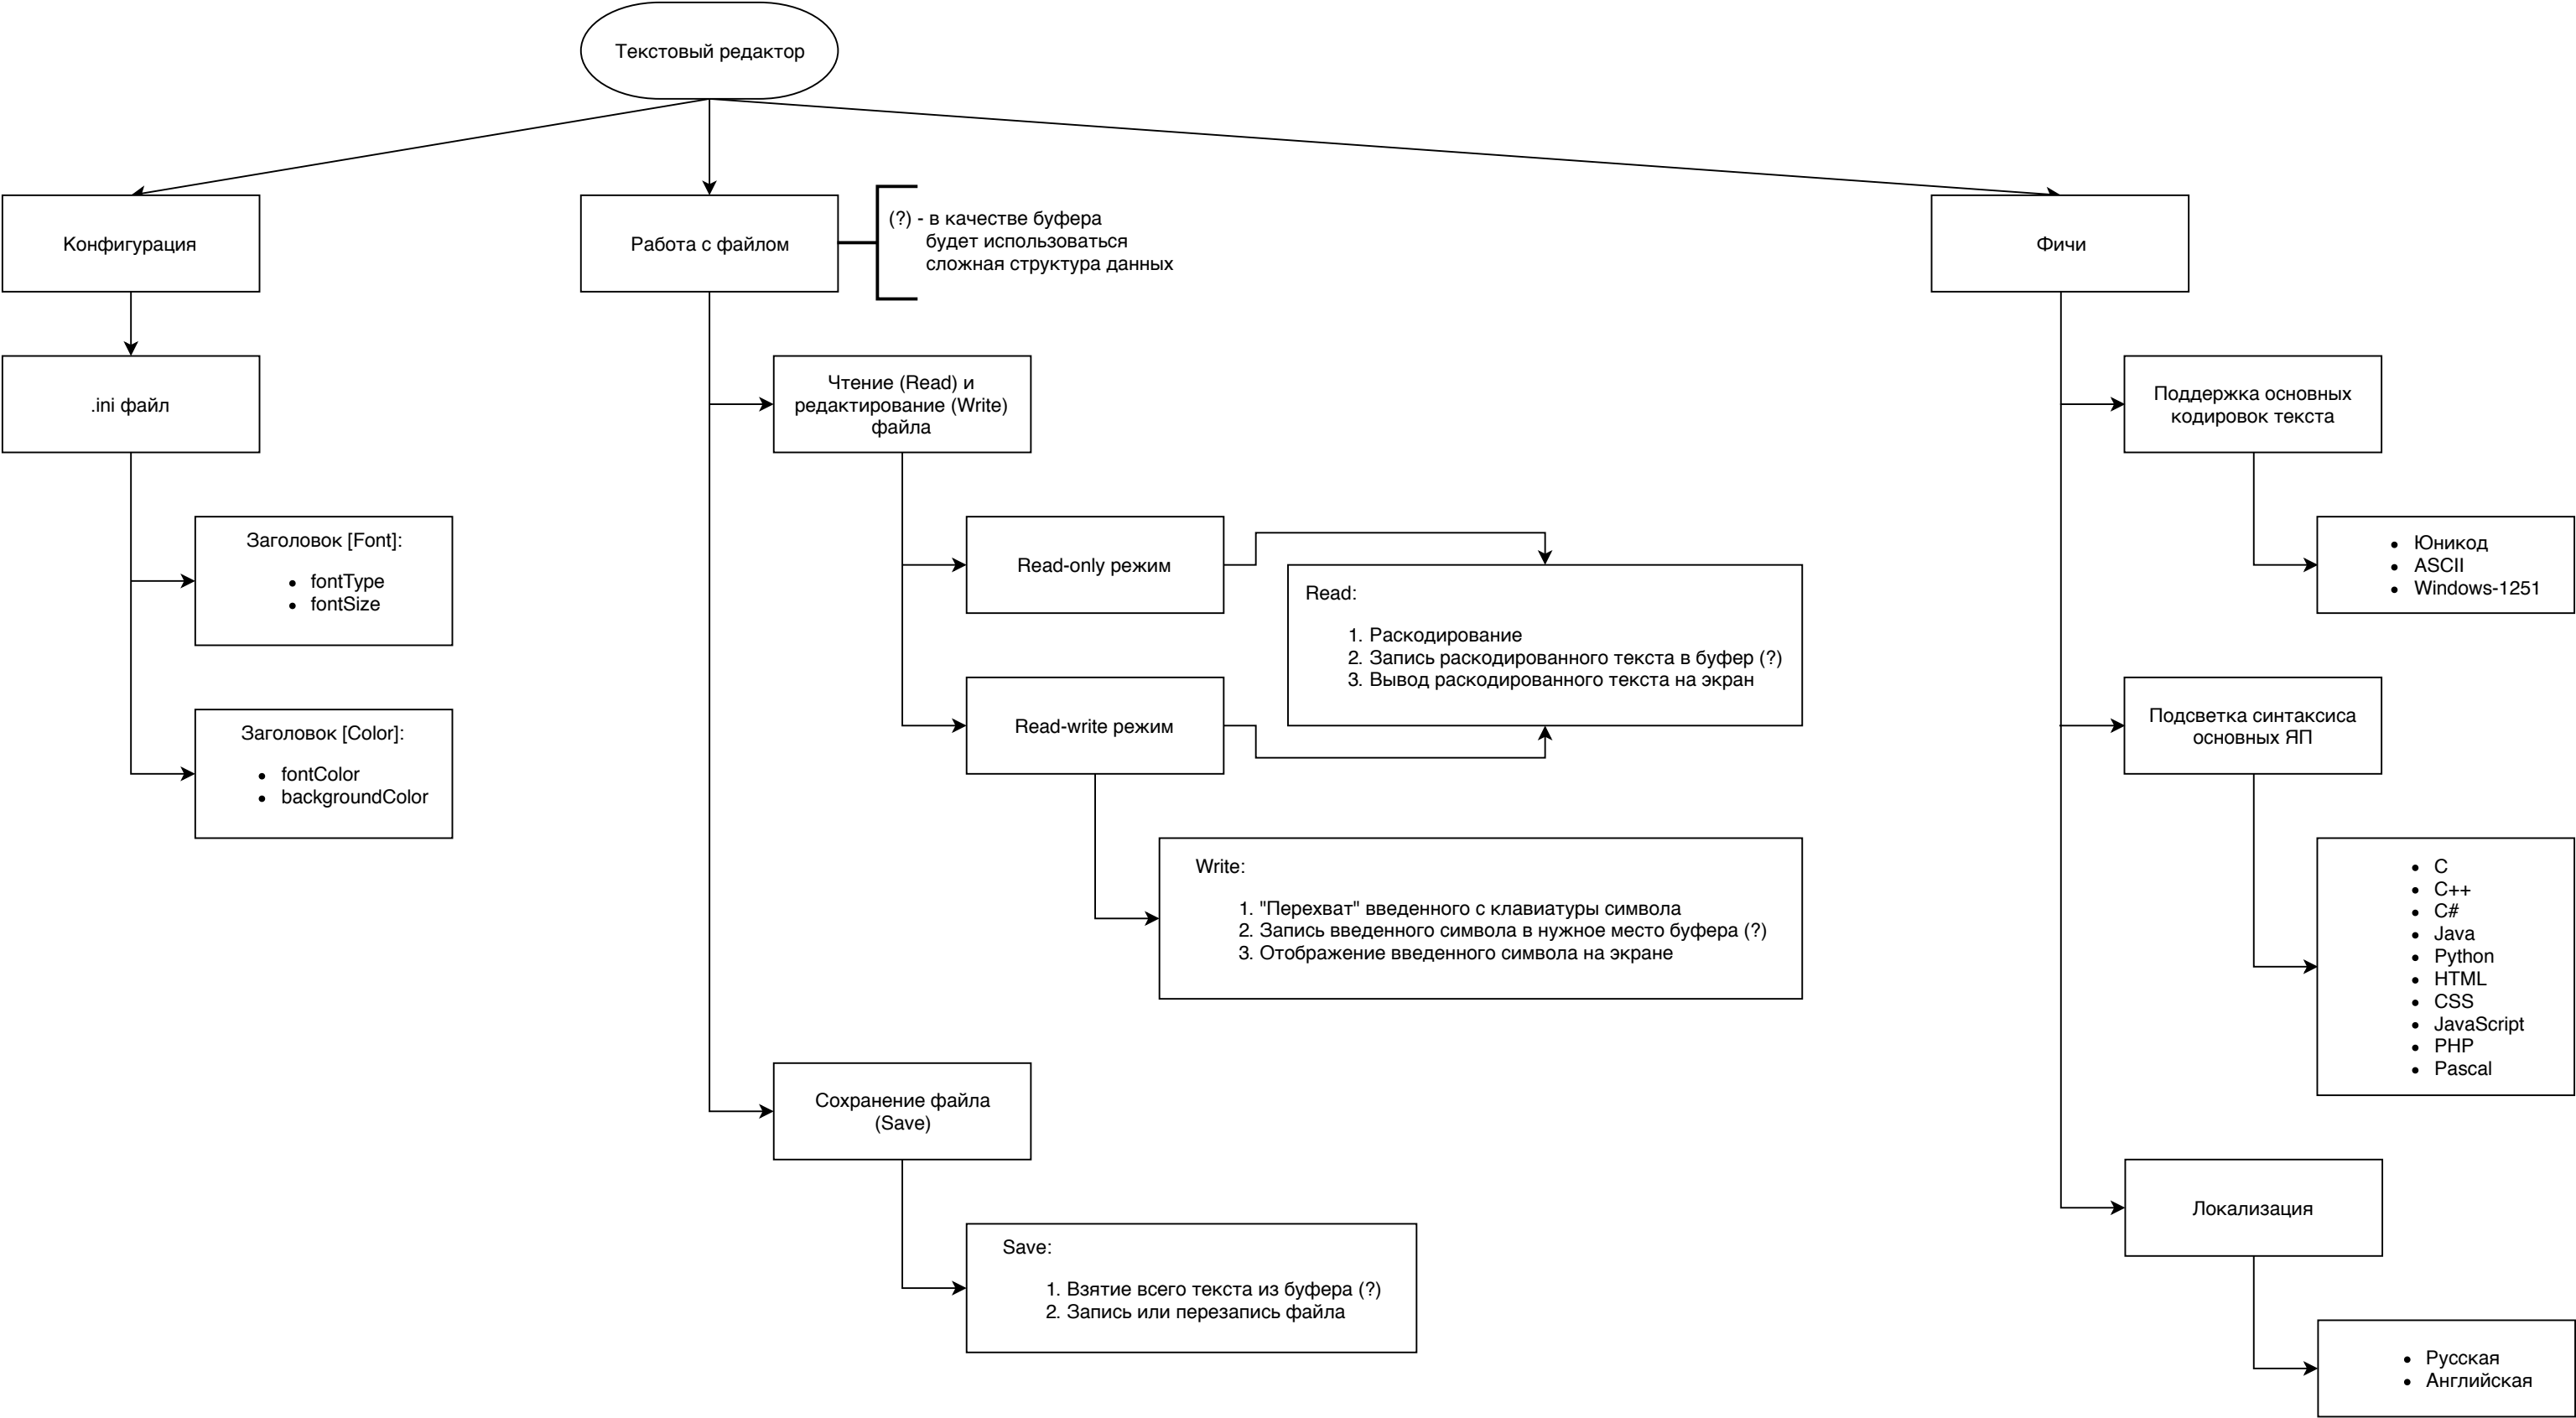 Текстовый редактор
Конфигурация
Работа с файлом
(?) - в качестве буфера
будет использоваться
сложная структура данных
Фичи
.ini файл
Заголовок [Font]:
fontType
fontSize
Заголовок [Color]:
fontColor
backgroundColor
Чтение (Read) и
редактирование (Write)
файла
Read-only режим
Read:
1. Раскодирование
2. Запись раскодированного текста в буфер (?)
3. Вывод раскодированного текста на экран
Read-write режим
Write:
1. "Перехват" введенного с клавиатуры символа
2. Запись введенного символа в нужное место буфера (?)
3. Отображение введенного символа на экране
Сохранение файла
(Save)
Save:
1. Взятие всего текста из буфера (?)
2. Запись или перезапись файла
Поддержка основных
кодировок текста
Юникод
ASCII
Windows-1251
Подсветка синтаксиса
основных ЯП
C
C++
C#
Java
Python
HTML
CSS
JavaScript
PHP
Pascal
Локализация
Русская
Английская